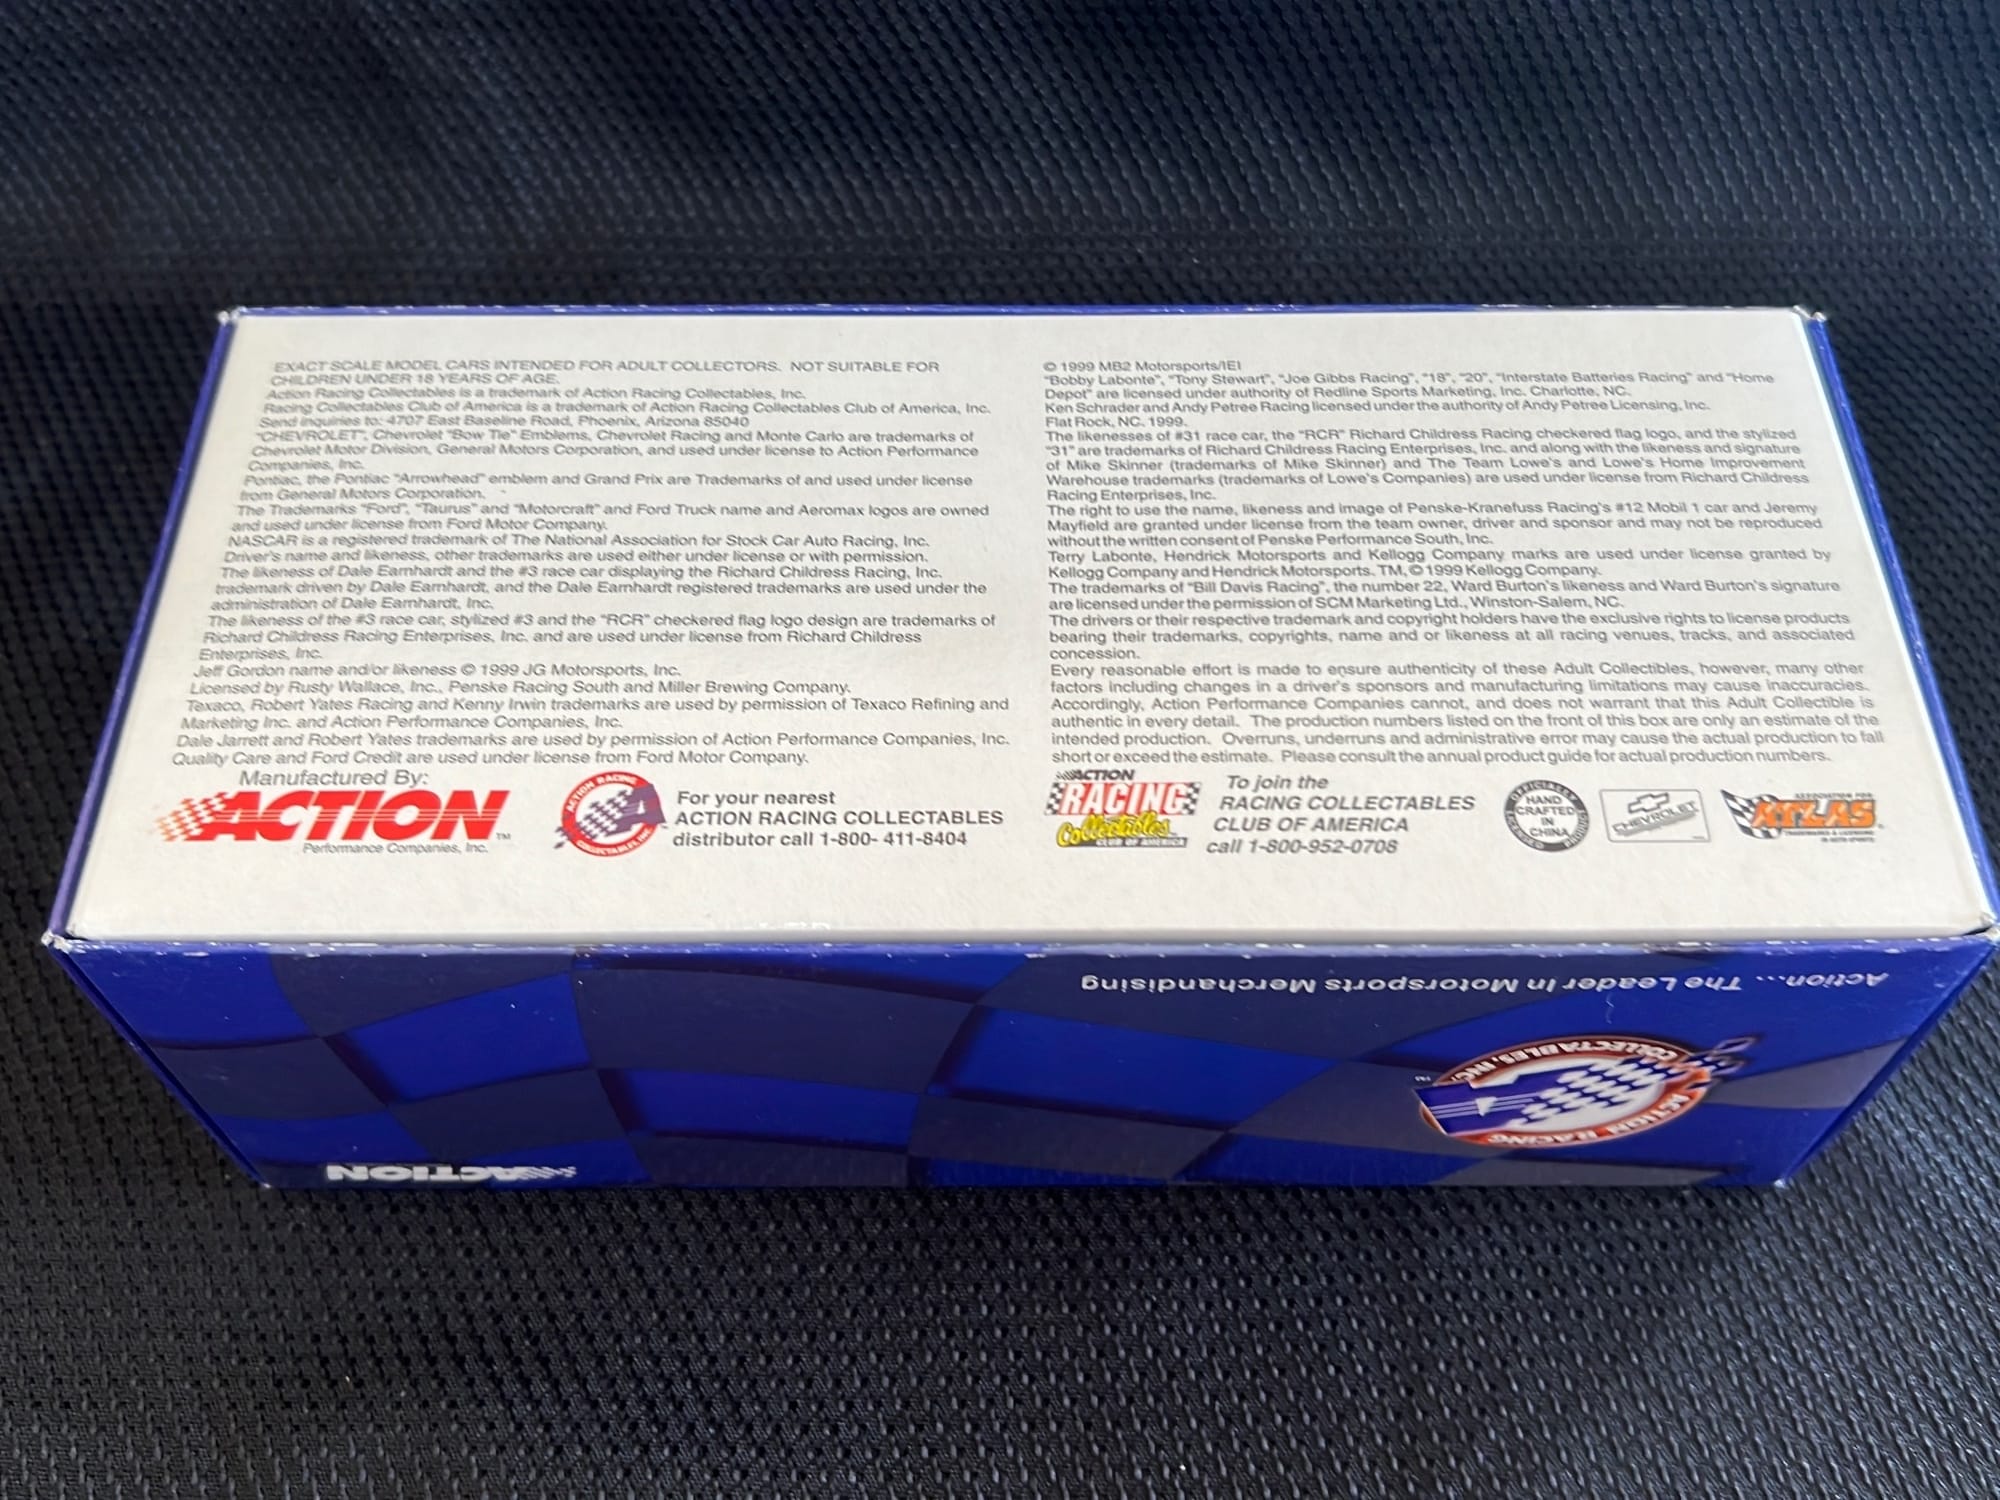 EXACT SCALE MODEL CARS INTENDED FOR ADULT COLLECTORS. NOT SUITABLE FOR
CHILDREN UNDER 18 YEARS OF AGE.
Action Racing Collectables is a trademark of Action Racing Collectables, Inc.
Racing Collectables Club of America is a trademark of Action Racing Collectables Club of America, Inc.
Send inquiries to: 4707 East Baseline Road, Phoenix, Arizona 85040
"CHEVROLET", Chevrolet "Bow Tie" Emblems, Chevrolet Racing and Monte Carlo are trademarks of
Chevrolet Motor Division, General Motors Corporation, and used under license to Action Performance
Companies, Inc.
Pontiac, the Pontiac "Arrowhead" emblem and Grand Prix are Trademarks of and used under license
from General Motors Corporation.
The Trademarks "Ford", "Taurus" and "Motorcraft" and Ford Truck name and Aeromax logos are owned
and used under license from Ford Motor Company.
NASCAR is a registered trademark of The National Association for Stock Car Auto Racing, Inc.
Driver's name and likeness, other trademarks are used either under license or with permission.
The likeness of Dale Earnhardt and the #3 race car displaying the Richard Childress Racing, Inc.
trademark driven by Dale Earnhardt, and the Dale Earnhardt registered trademarks are used under the
administration of Dale Earnhardt, Inc.
The likeness of the #3 race car, stylized #3 and the "RCR" checkered flag logo design are trademarks of
Richard Childress Racing Enterprises, Inc. and are used under license from Richard Childress
Enterprises, Inc.
Jeff Gordon name and/or likeness © 1999 JG Motorsports, Inc.
Licensed by Rusty Wallace, Inc., Penske Racing South and Miller Brewing Company.
Texaco, Robert Yates Racing and Kenny Irwin trademarks are used by permission of Texaco Refining and
Marketing Inc. and Action Performance Companies, Inc.
Dale Jarrett and Robert Yates trademarks are used by permission of Action Performance Companies, Inc.
Quality Care and Ford Credit are used under license from Ford Motor Company.
Manufactured By:
ACTION TM
Performance Companies, Inc.
ACTION RACING
COLLECTABLES, INC.
For your nearest
ACTION RACING COLLECTABLES
distributor call 1-800- 411-8404
© 1999 MB2 Motorsports/IEI
"Bobby Labonte", "Tony Stewart", "Joe Gibbs Racing", "18", "20", "Interstate Batteries Racing" and "Home
Depot" are licensed under authority of Redline Sports Marketing, Inc. Charlotte, NC.
Ken Schrader and Andy Petree Racing licensed under the authority of Andy Petree Licensing, Inc.
Flat Rock, NC. 1999.
The likenesses of #31 race car, the "RCR" Richard Childress Racing checkered flag logo, and the stylized
"31" are trademarks of Richard Childress Racing Enterprises, Inc. and along with the likeness and signature
of Mike Skinner (trademarks of Mike Skinner) and The Team Lowe's and Lowe's Home Improvement
Warehouse trademarks (trademarks of Lowe's Companies) are used under license from Richard Childress
Racing Enterprises, Inc.
The right to use the name, likeness and image of Penske-Kranefuss Racing's #12 Mobil 1 car and Jeremy
Mayfield are granted under license from the team owner, driver and sponsor and may not be reproduced
without the written consent of Penske Performance South, Inc.
Terry Labonte, Hendrick Motorsports and Kellogg Company marks are used under license granted by
Kellogg Company and Hendrick Motorsports. TM, © 1999 Kellogg Company.
The trademarks of "Bill Davis Racing", the number 22, Ward Burton's likeness and Ward Burton's signature
are licensed under the permission of SCM Marketing Ltd., Winston-Salem, NC.
The drivers or their respective trademark and copyright holders have the exclusive rights to license products
bearing their trademarks, copyrights, name and or likeness at all racing venues, tracks, and associated
concession.
Every reasonable effort is made to ensure authenticity of these Adult Collectibles, however, many other
factors including changes in a driver's sponsors and manufacturing limitations may cause inaccuracies.
Accordingly, Action Performance Companies cannot, and does not warrant that this Adult Collectible is
authentic in every detail. The production numbers listed on the front of this box are only an estimate of the
intended production. Overruns, underruns and administrative error may cause the actual production to fall
short or exceed the estimate. Please consult the annual product guide for actual production numbers.
ACTION
RACING
Collectables
CLUB OF AMERICA
To join the
RACING COLLECTABLES
CLUB OF AMERICA
call 1-800-952-0708
OFFICIALLY
HAND
CRAFTED
IN
CHINA
LICENSED PRODUCT
CHEVROLET
ASSOCIATION FOR
ATLAS
TRADEMARKS & LICENSING
IN AUTO SPORTS
Action... The Leader In Motorsports Merchandising
ACTION RACING
COLLECTABLES, INC.
TM
ACTION